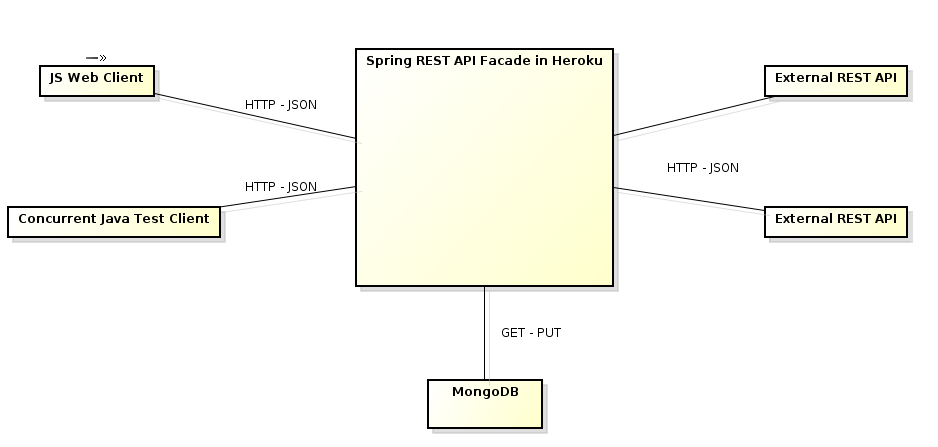 Spring REST API Facade in Heroku
JS Web Client
External REST API
HTTP - JSON
HTTP - JSON
HTTP - JSON
Concurrent Java Test Client
External REST API
GET - PUT
MongoDB